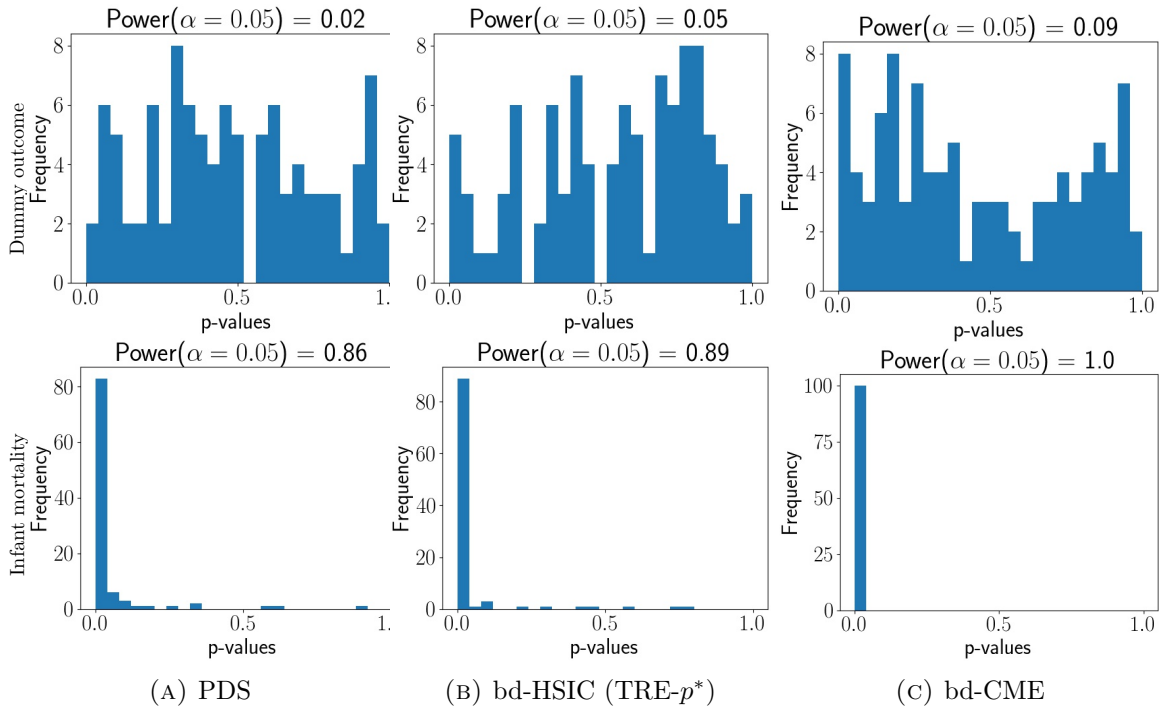 Power(α = 0.05) = 0.02
Dummy outcome
Frequency
8
6
4
2
0
0.0 0.5 1.
p-values
Power(α = 0.05) = 0.05
Frequency
8
6
4
2
0
0.0 0.5 1.0
p-values
Power(α = 0.05) = 0.09
Frequency
8
6
4
2
0
0.0 0.5 1.0
p-values
Power(α = 0.05) = 0.86
Infant mortality
Frequency
80
60
40
20
0
0.0 0.5 1.
p-values
Power(α = 0.05) = 0.89
Frequency
80
60
40
20
0
0.0 0.5 1.0
p-values
Power(α = 0.05) = 1.0
Frequency
100
75
50
25
0
0.0 0.5 1.0
p-values
(A) PDS
(B) bd-HSIC (TRE-p*)
(C) bd-CME